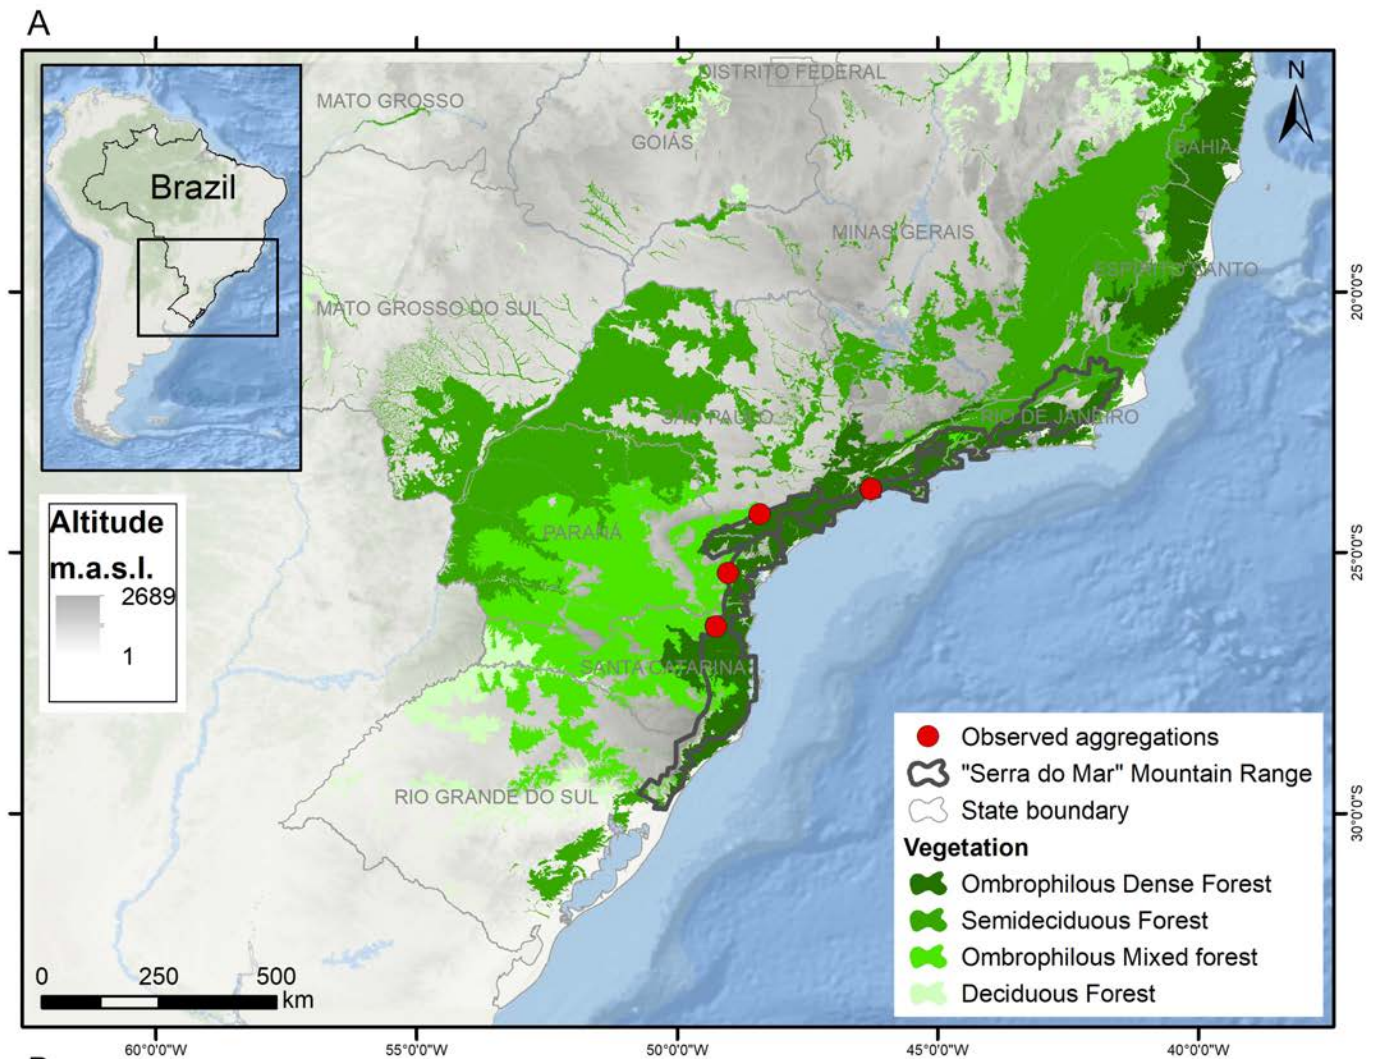 A
N
DISTRITO FEDERAL
MATO GROSSO
GOIÁS
BAHIA
Brazil
MINAS GERAIS
ESPÍRITO SANTO
20°0'0"S
MATO GROSSO DO SUL
SÃO PAULO
RIO DE JANEIRO
Altitude
m.a.s.l.
2689
1
PARANÁ
25°0'0"S
SANTA CATARINA
RIO GRANDE DO SUL
30°0'0"S
Observed aggregations
"Serra do Mar" Mountain Range
State boundary
Vegetation
Ombrophilous Dense Forest
Semideciduous Forest
Ombrophilous Mixed forest
Deciduous Forest
0 250 500
km
60°0'0"W 55°0'0"W 50°0'0"W 45°0'0"W 40°0'0"W